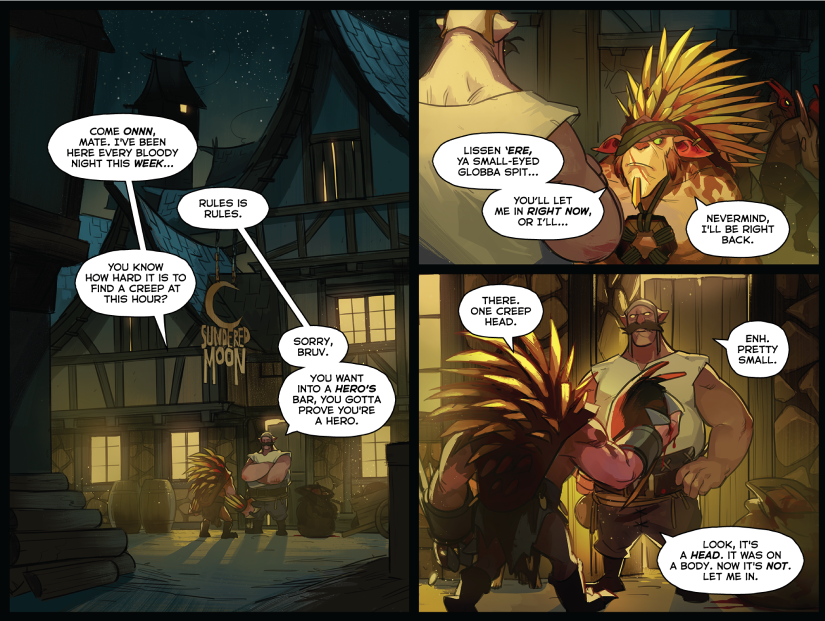 COME ONNN,
MATE. I'VE BEEN
HERE EVERY BLOODY
NIGHT THIS WEEK...
YOU KNOW
HOW HARD IT IS TO
FIND A CREEP AT
THIS HOUR?
RULES IS
RULES.
SORRY,
BRUV.
YOU WANT
INTO A HERO'S
BAR, YOU GOTTA
PROVE YOU'RE
A HERO.
SUNDERED
MOON
LISSEN 'ERE,
YA SMALL-EYED
GLOBBA SPIT...
YOU'LL LET
ME IN RIGHT NOW,
OR I'LL...
NEVERMIND,
I'LL BE RIGHT
BACK.
THERE.
ONE CREEP
HEAD.
ENH.
PRETTY
SMALL.
LOOK, IT'S
A HEAD. IT WAS ON
A BODY. NOW IT'S NOT.
LET ME IN.